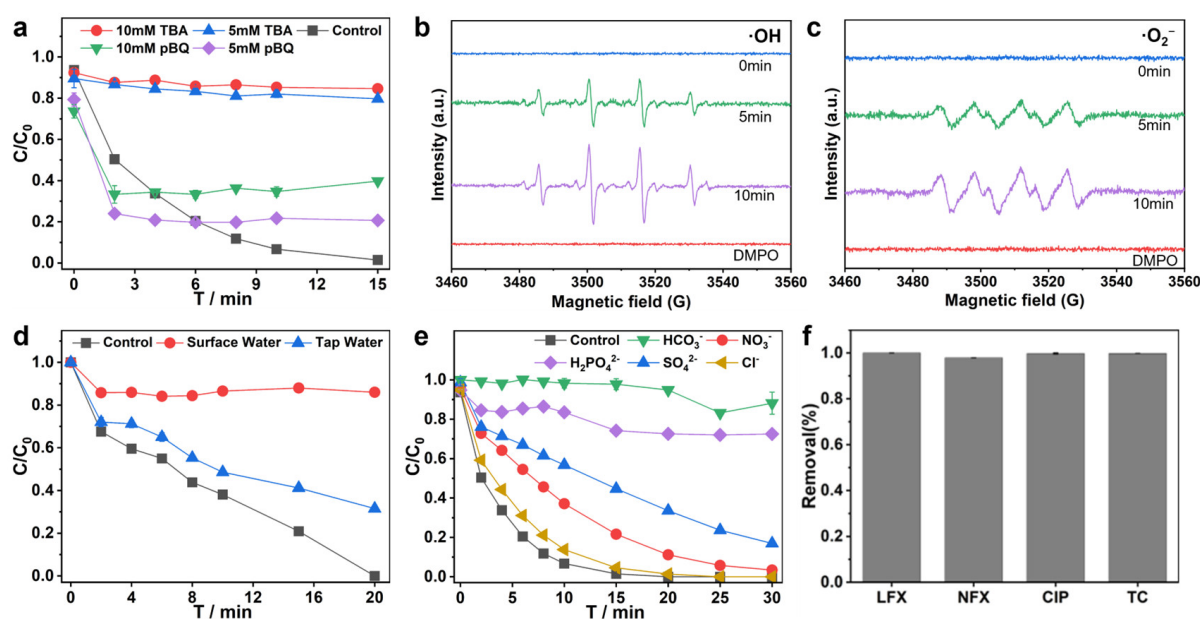 a
10mM TBA 5mM TBA Control
10mM pBQ 5mM pBQ
C/C0
1.0
0.8
0.6
0.4
0.2
0.0
0 3 6 9 12 15
T / min
b
·OH
0min
5min
10min
DMPO
Intensity (a.u.)
3460 3480 3500 3520 3540 3560
Magnetic field (G)
c
·O2⁻
0min
5min
10min
DMPO
Intensity (a.u.)
3460 3480 3500 3520 3540 3560
Magnetic field (G)
d
Control Surface Water Tap Water
C/C0
1.0
0.8
0.6
0.4
0.2
0.0
0 4 8 12 16 20
T / min
e
Control HCO3⁻ NO3⁻
H2PO4²⁻ SO4²⁻ Cl⁻
C/C0
1.0
0.8
0.6
0.4
0.2
0.0
0 5 10 15 20 25 30
T / min
f
Removal(%)
1.0
0.8
0.6
0.4
0.2
0.0
LFX NFX CIP TC